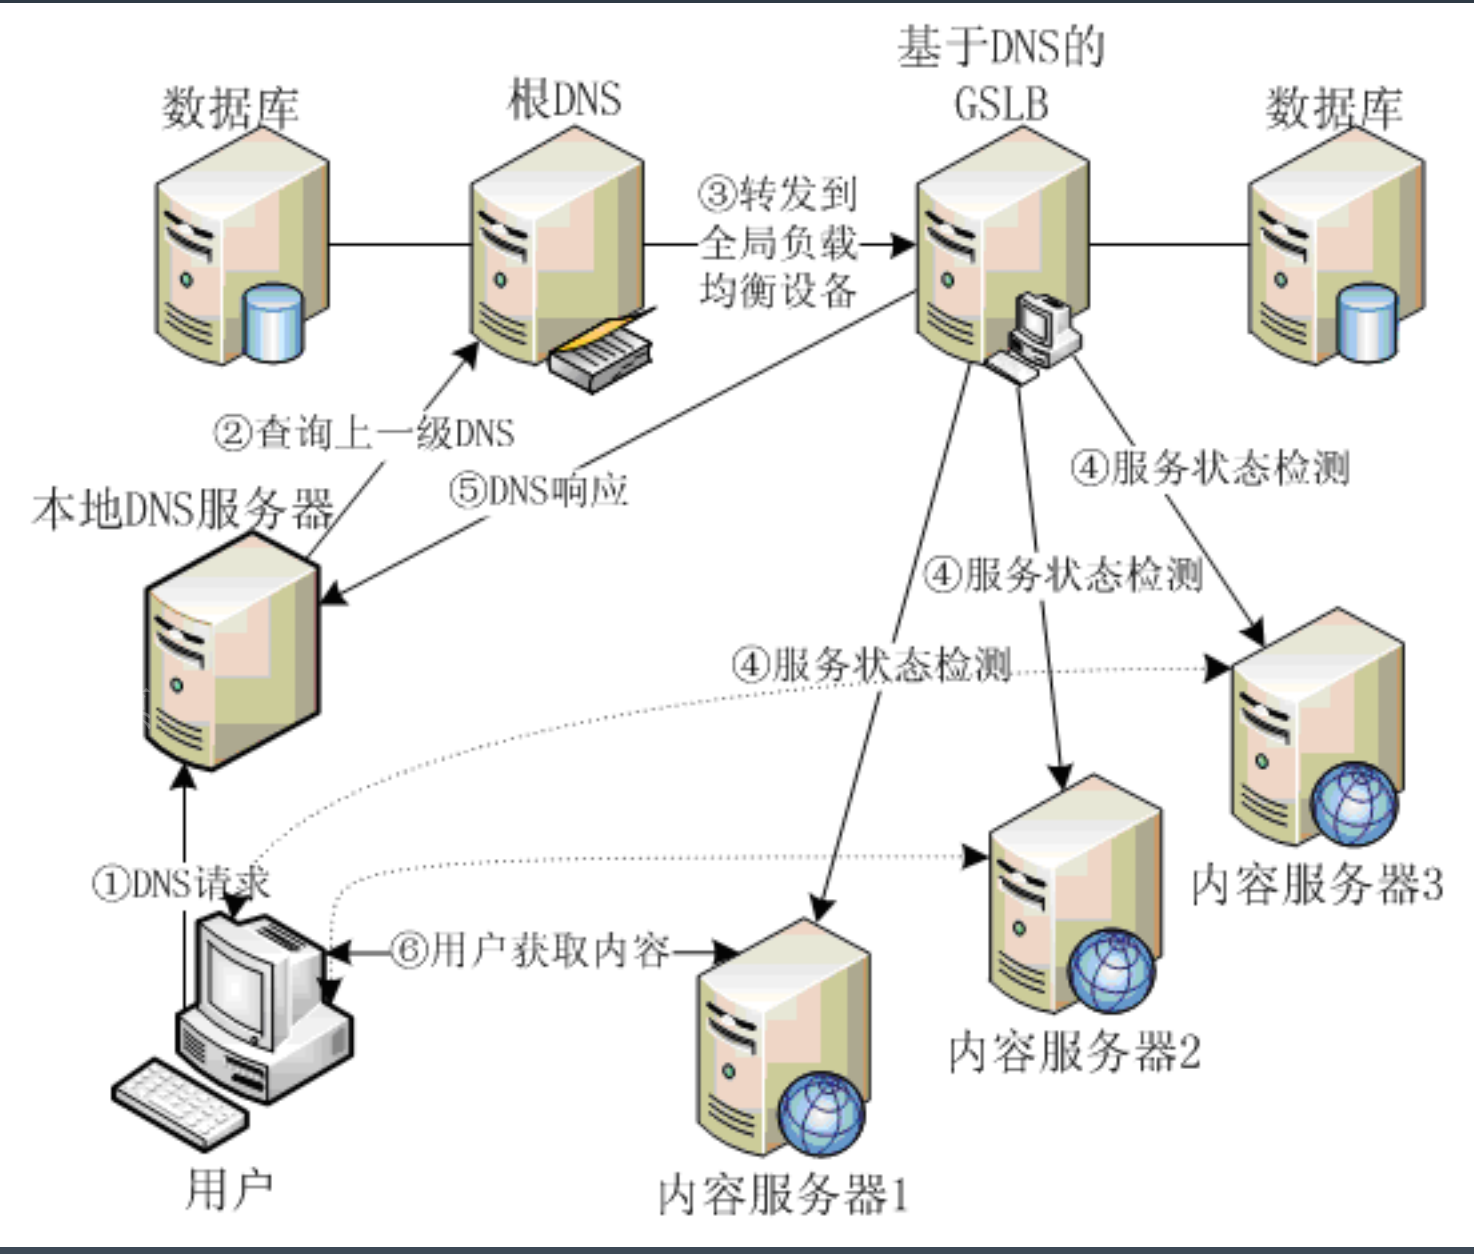 基于DNS的
GSLB
数据库
根DNS
数据库
③转发到
全局负载
均衡设备
②查询上一级DNS
⑤DNS响应
④服务状态检测
本地DNS服务器
④服务状态检测
④服务状态检测
①DNS请求
内容服务器3
⑥用户获取内容
内容服务器2
用户
内容服务器1